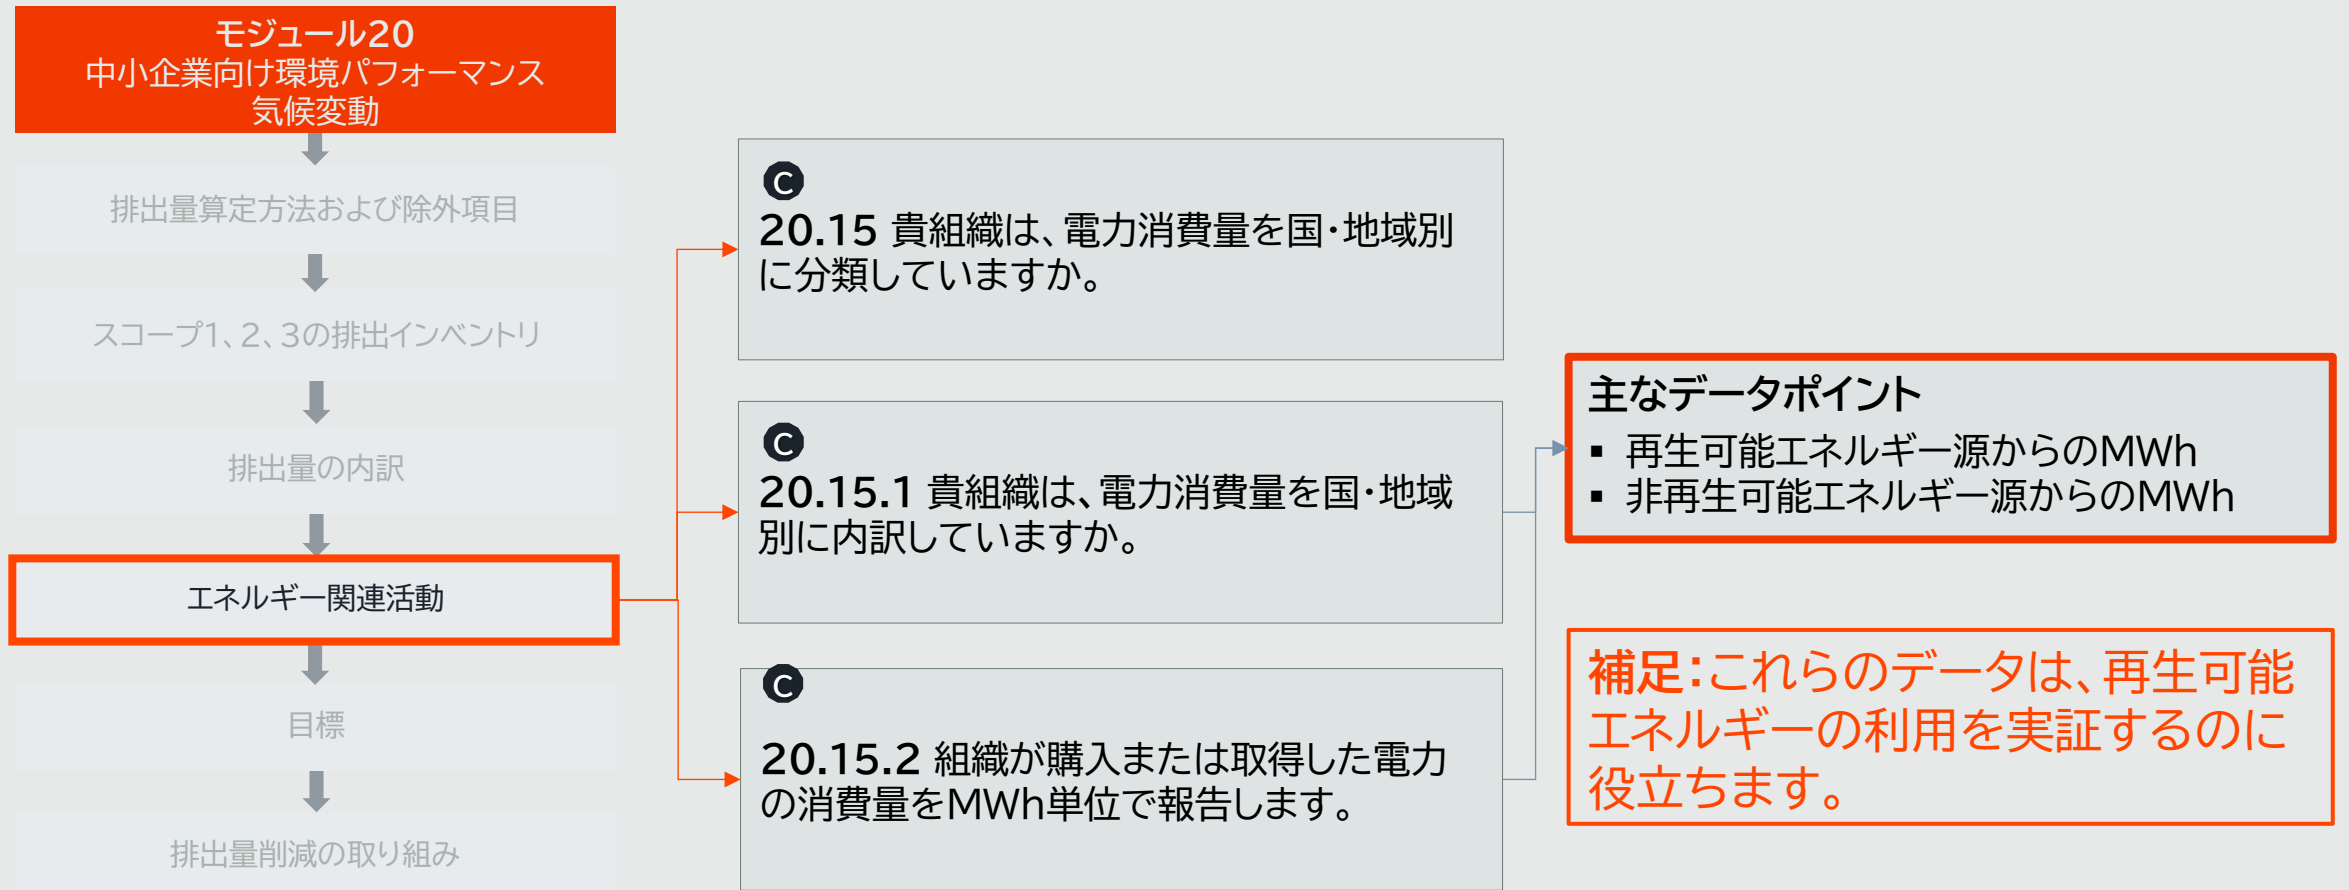 モジュール20
中小企業向け環境パフォーマンス
気候変動
排出量算定方法および除外項目
スコープ1、2、3の排出インベントリ
排出量の内訳
エネルギー関連活動
目標
排出量削減の取り組み
C
20.15 貴組織は、電力消費量を国・地域別
に分類していますか。
C
20.15.1 貴組織は、電力消費量を国・地域
別に内訳していますか。
C
20.15.2 組織が購入または取得した電力
の消費量をMWh単位で報告します。
主なデータポイント
▪ 再生可能エネルギー源からのMWh
▪ 非再生可能エネルギー源からのMWh
補足：これらのデータは、再生可能
エネルギーの利用を実証するのに
役立ちます。